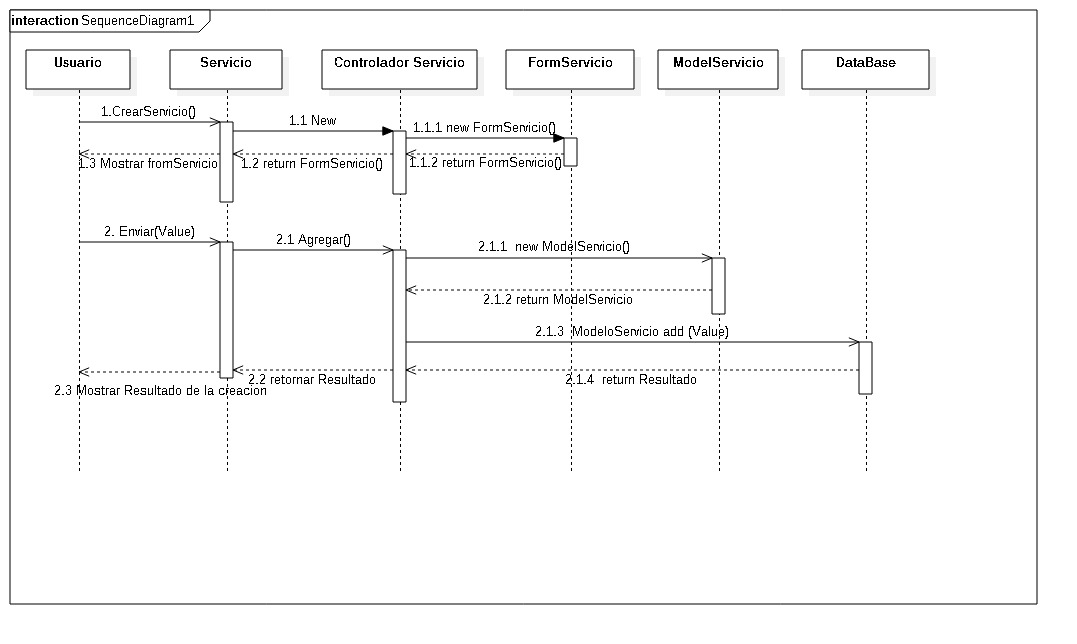 interaction SequenceDiagram1
Usuario
Servicio
Controlador Servicio
FormServicio
ModelServicio
DataBase
1.CrearServicio()
1.1 New
1.1.1 new FormServicio()
1.3 Mostrar fromServicio
1.2 return FormServicio()
1.1.2 return FormServicio()
2. Enviar(Value)
2.1 Agregar()
2.1.1 new ModelServicio()
2.1.2 return ModelServicio
2.1.3 ModeloServicio add (Value)
2.3 Mostrar Resultado de la creacion
2.2 retornar Resultado
2.1.4 return Resultado